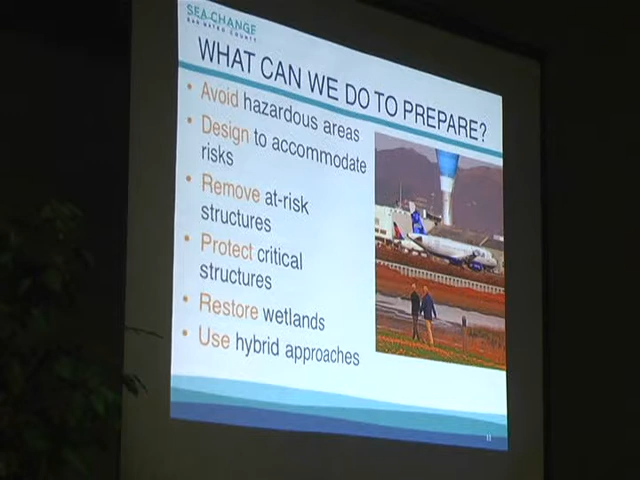 SEA CHANGE
SAN MATEO COUNTY
WHAT CAN WE DO TO PREPARE?
• Avoid hazardous areas
• Design to accommodate
risks
• Remove at-risk
structures
• Protect critical
structures
• Restore wetlands
• Use hybrid approaches
11